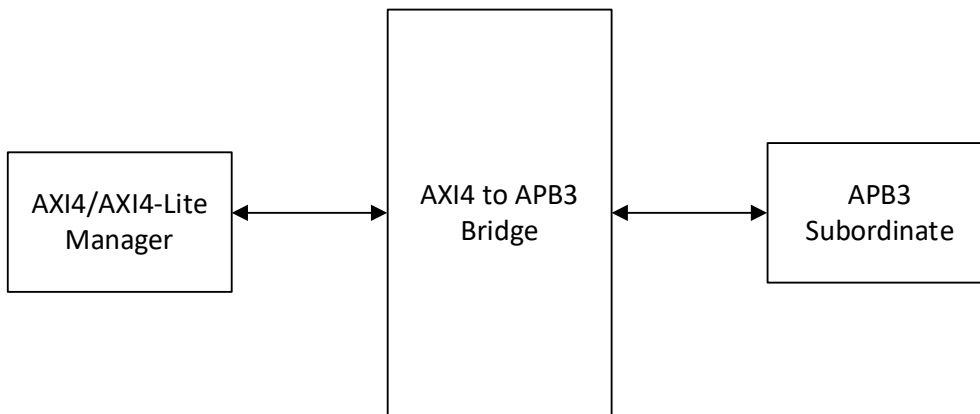 AXI4/AXI4-Lite
Manager
AXI4 to APB3
Bridge
APB3
Subordinate